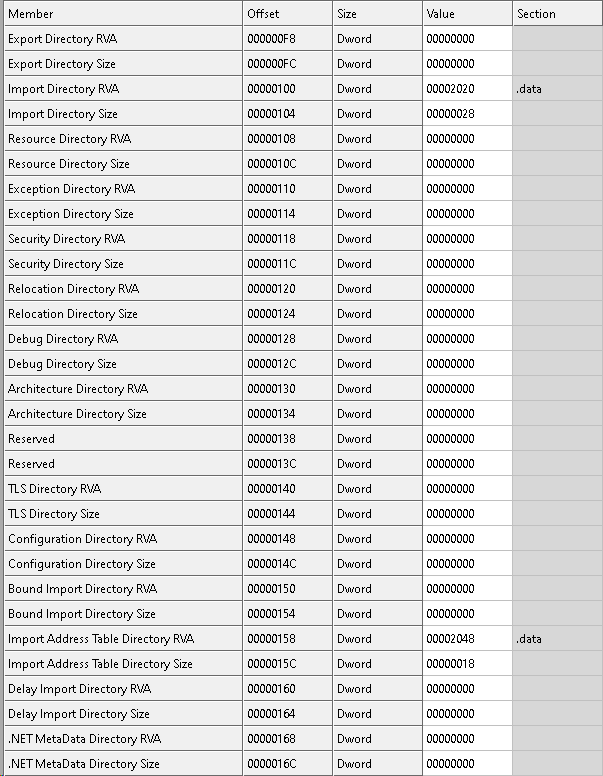 Member Offset Size Value Section
Export Directory RVA 000000F8 Dword 00000000
Export Directory Size 000000FC Dword 00000000
Import Directory RVA 00000100 Dword 00002020 .data
Import Directory Size 00000104 Dword 00000028
Resource Directory RVA 00000108 Dword 00000000
Resource Directory Size 0000010C Dword 00000000
Exception Directory RVA 00000110 Dword 00000000
Exception Directory Size 00000114 Dword 00000000
Security Directory RVA 00000118 Dword 00000000
Security Directory Size 0000011C Dword 00000000
Relocation Directory RVA 00000120 Dword 00000000
Relocation Directory Size 00000124 Dword 00000000
Debug Directory RVA 00000128 Dword 00000000
Debug Directory Size 0000012C Dword 00000000
Architecture Directory RVA 00000130 Dword 00000000
Architecture Directory Size 00000134 Dword 00000000
Reserved 00000138 Dword 00000000
Reserved 0000013C Dword 00000000
TLS Directory RVA 00000140 Dword 00000000
TLS Directory Size 00000144 Dword 00000000
Configuration Directory RVA 00000148 Dword 00000000
Configuration Directory Size 0000014C Dword 00000000
Bound Import Directory RVA 00000150 Dword 00000000
Bound Import Directory Size 00000154 Dword 00000000
Import Address Table Directory RVA 00000158 Dword 00002048 .data
Import Address Table Directory Size 0000015C Dword 00000018
Delay Import Directory RVA 00000160 Dword 00000000
Delay Import Directory Size 00000164 Dword 00000000
.NET MetaData Directory RVA 00000168 Dword 00000000
.NET MetaData Directory Size 0000016C Dword 00000000